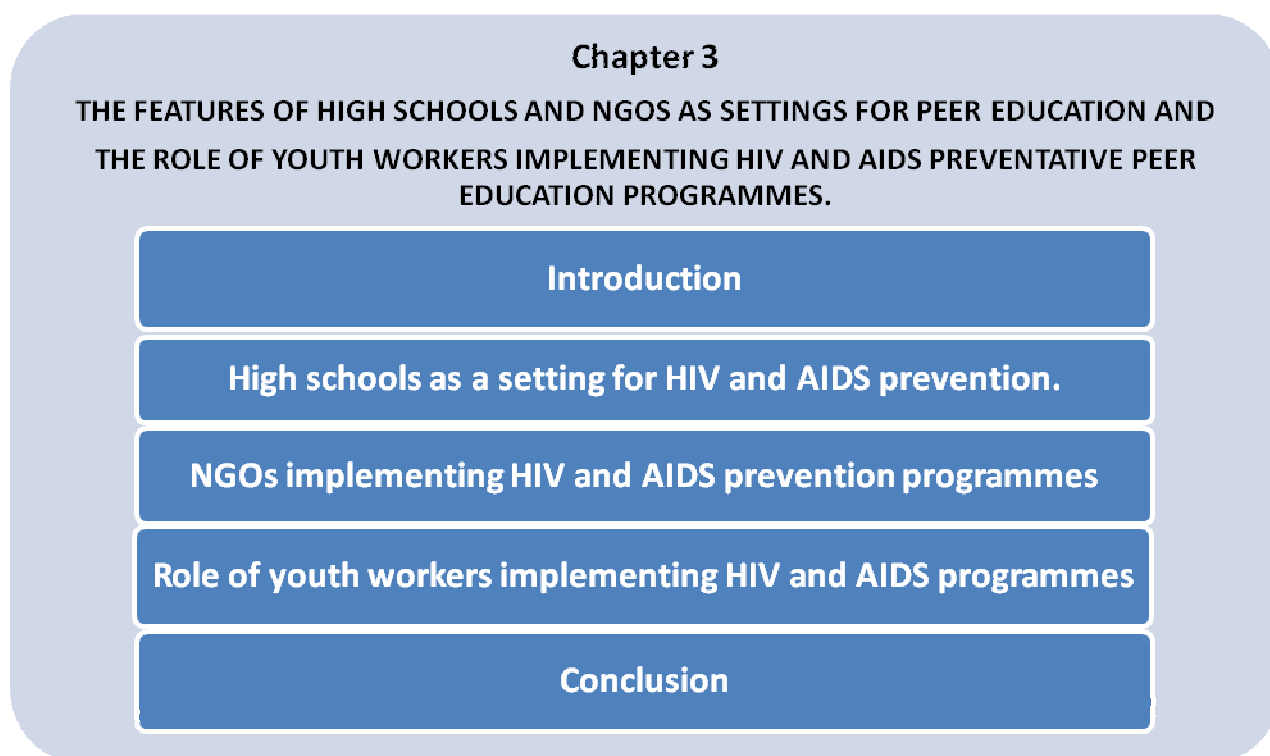 Chapter 3
THE FEATURES OF HIGH SCHOOLS AND NGOS AS SETTINGS FOR PEER EDUCATION AND
THE ROLE OF YOUTH WORKERS IMPLEMENTING HIV AND AIDS PREVENTATIVE PEER
EDUCATION PROGRAMMES.
Introduction
High schools as a setting for HIV and AIDS prevention.
NGOs implementing HIV and AIDS prevention programmes
Role of youth workers implementing HIV and AIDS programmes
Conclusion